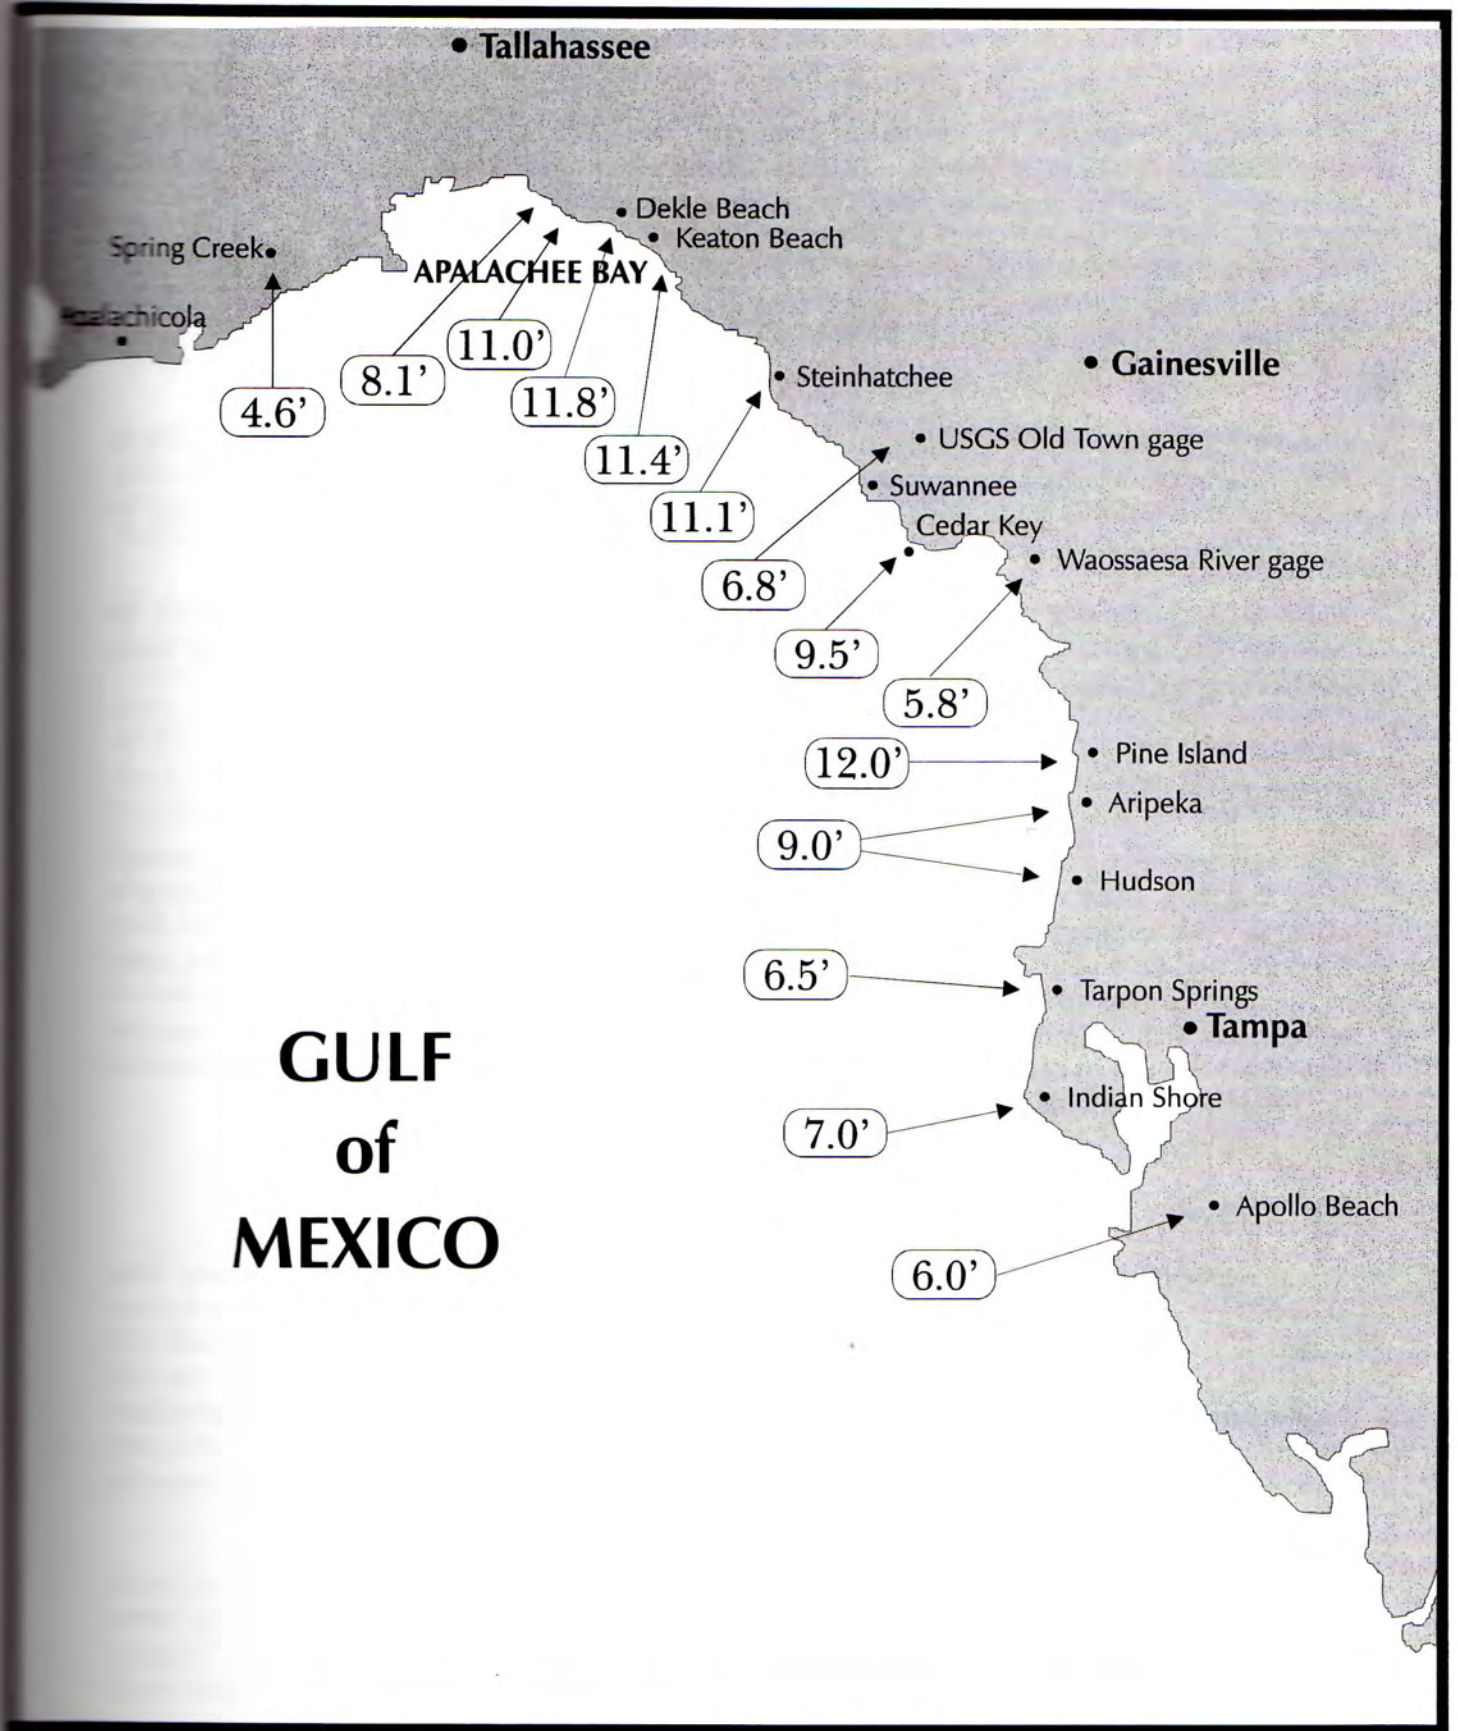 Tallahassee
Dekle Beach
Keaton Beach
Spring Creek
APALACHEE BAY
11.0’
8.1’
11.8’
4.6’
11.4’
11.1’
Steinhatchee
Gainesville
USGS Old Town gage
Suwannee
Cedar Key
Waossaesa River gage
6.8’
9.5’
5.8’
12.0’
Pine Island
Aripeka
9.0’
Hudson
6.5’
Tarpon Springs
Tampa
Indian Shore
7.0’
Apollo Beach
6.0’
GULF
of
MEXICO